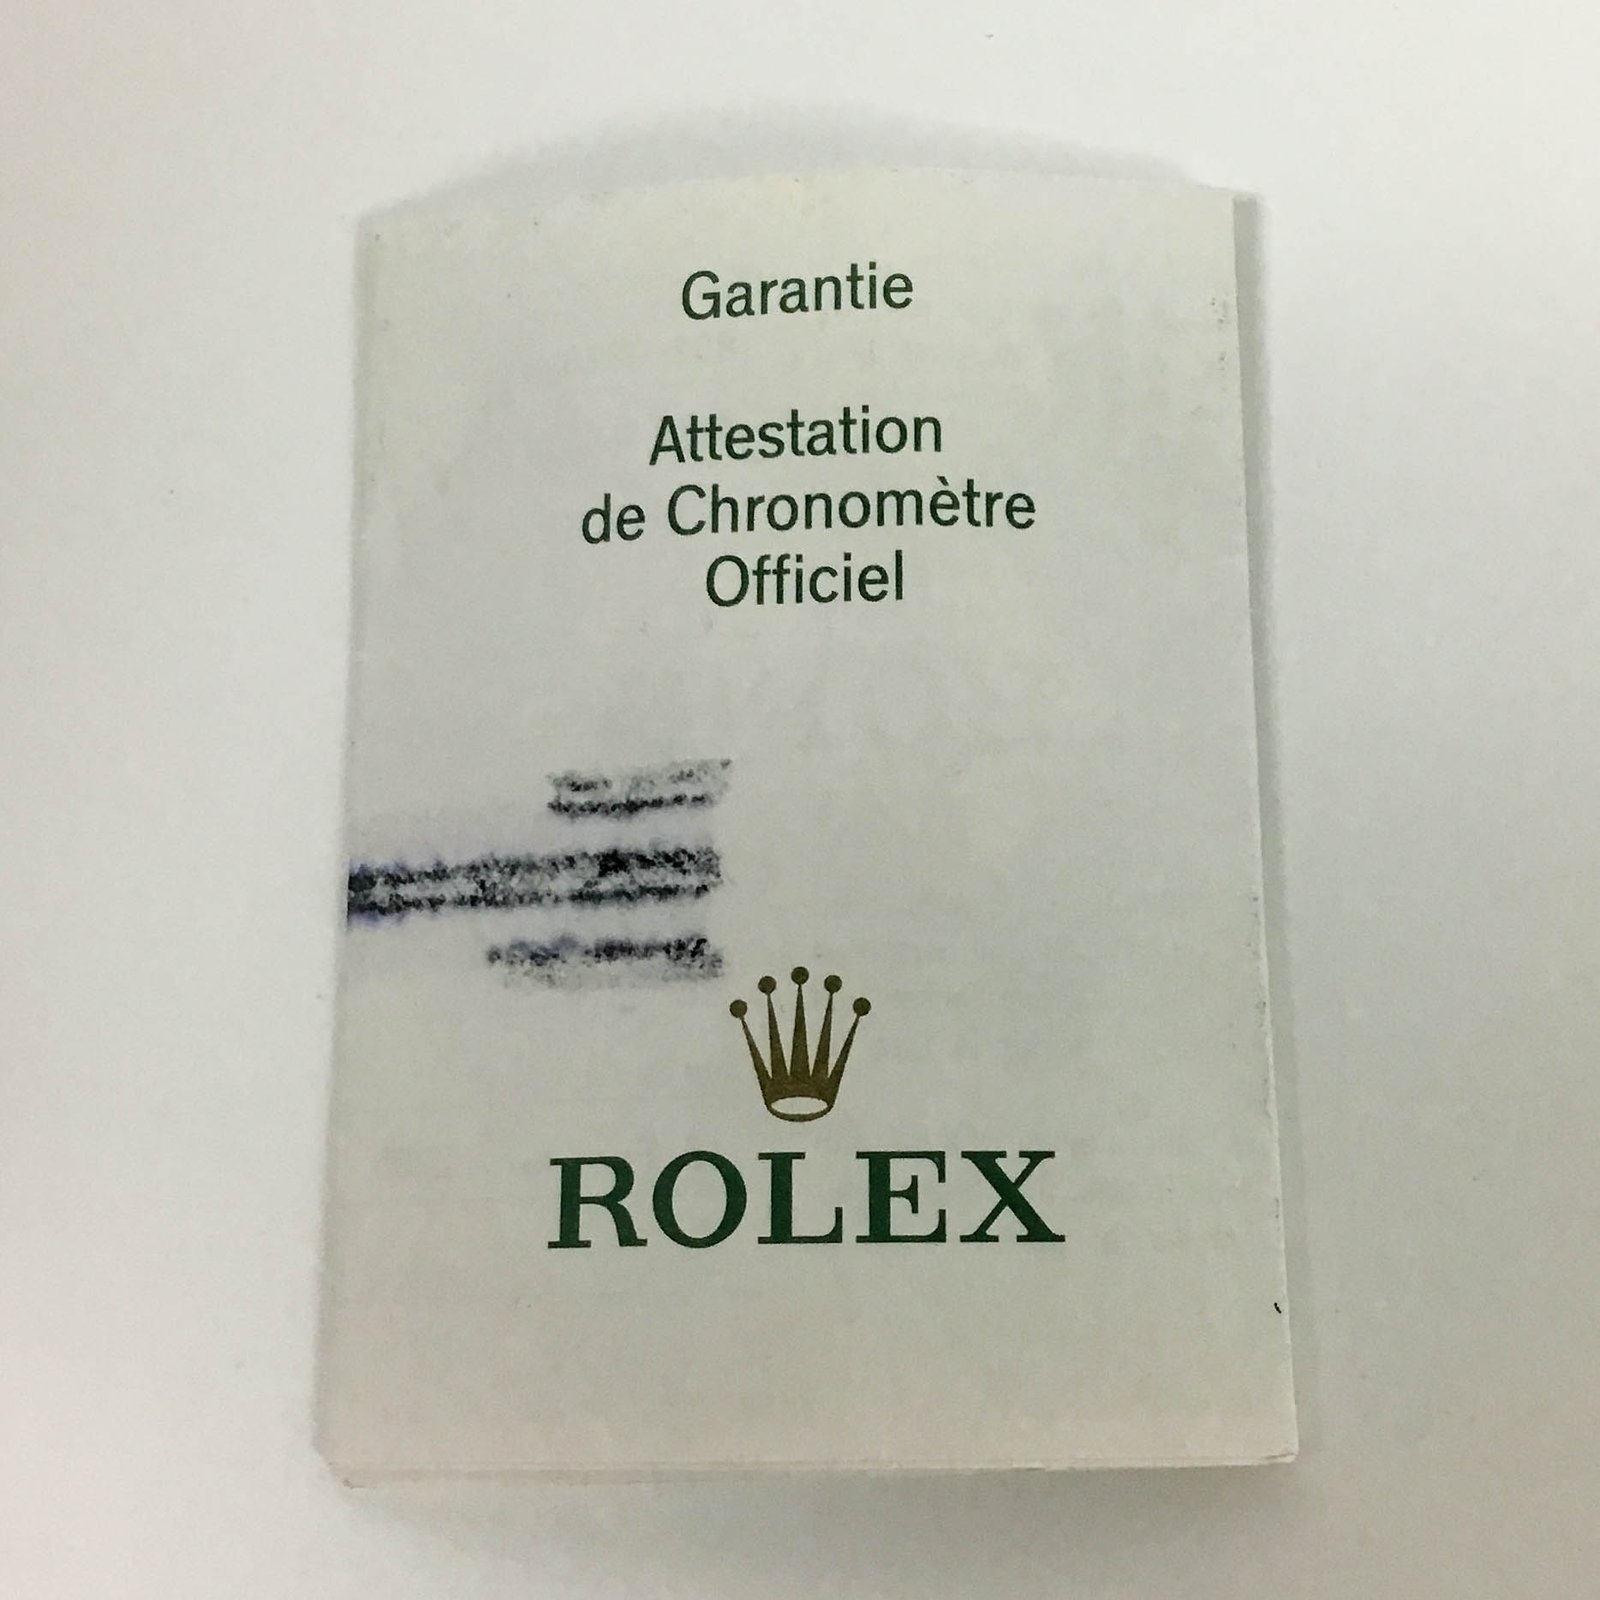 Garantie
Attestation
de Chronomètre
Officiel
ROLEX